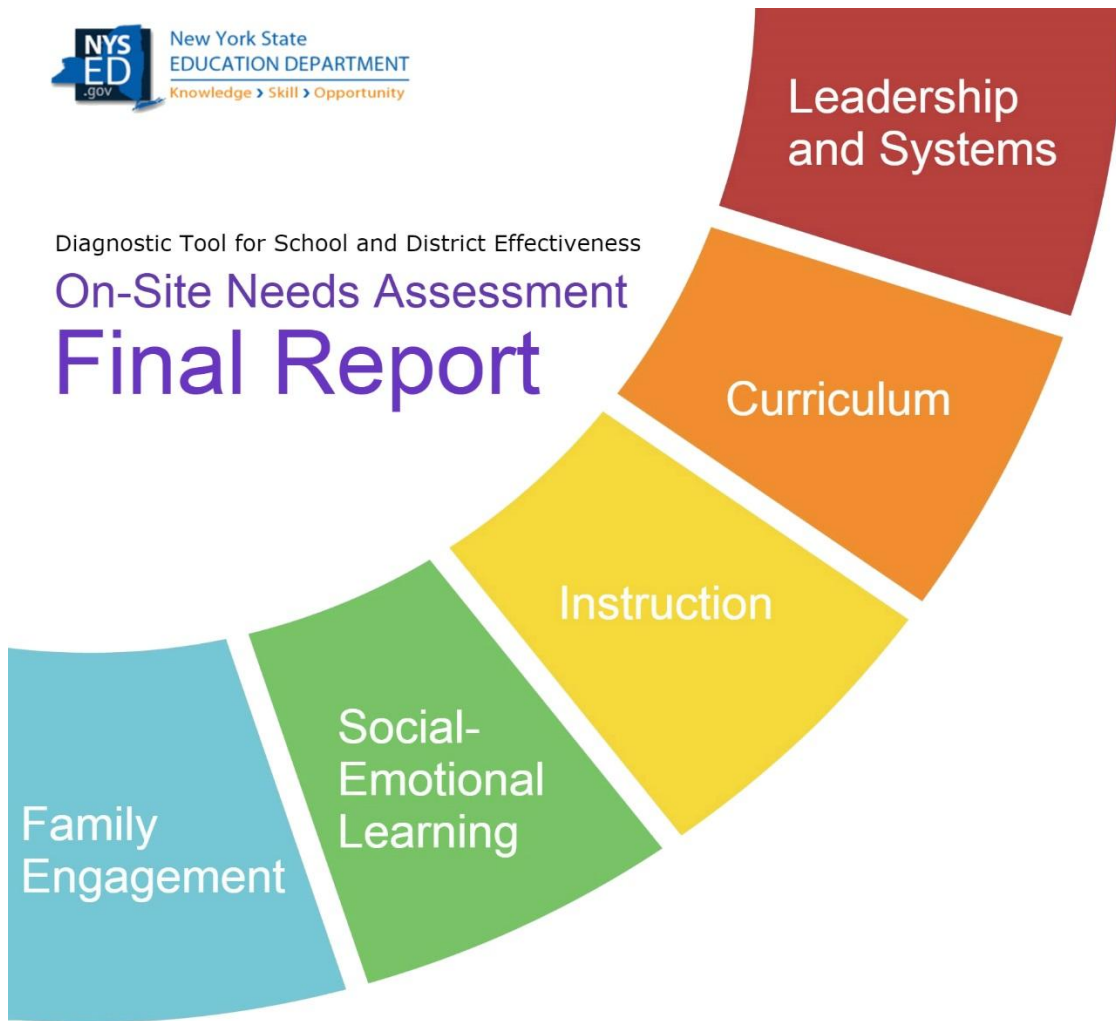 NYS
ED
.gov
New York State
EDUCATION DEPARTMENT
Knowledge > Skill > Opportunity
Diagnostic Tool for School and District Effectiveness
On-Site Needs Assessment
Final Report
Leadership
and Systems
Curriculum
Instruction
Social-
Emotional
Learning
Family
Engagement